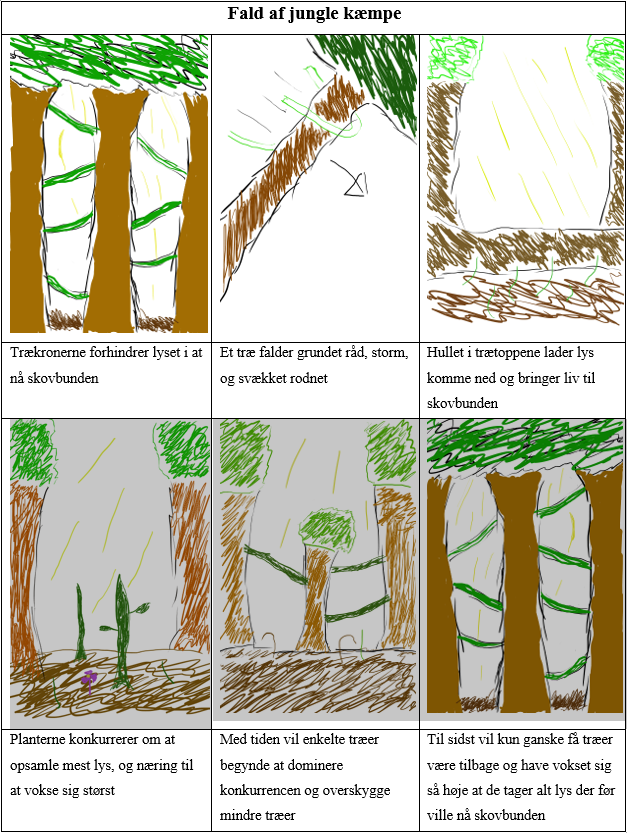 Fald af jungle kæmpe
Trækronerne forhindrer lyset i at
nå skovbunden
Et træ falder grundet råd, storm,
og svækket rodnet
Hullet i trætoppene lader lys
komme ned og bringer liv til
skovbunden
Planterne konkurrerer om at
opsamle mest lys, og næring til
at vokse sig størst
Med tiden vil enkelte træer
begynde at dominere
konkurrencen og overskygge
mindre træer
Til sidst vil kun ganske få træer
være tilbage og have vokset sig
så høje at de tager alt lys der før
ville nå skovbunden